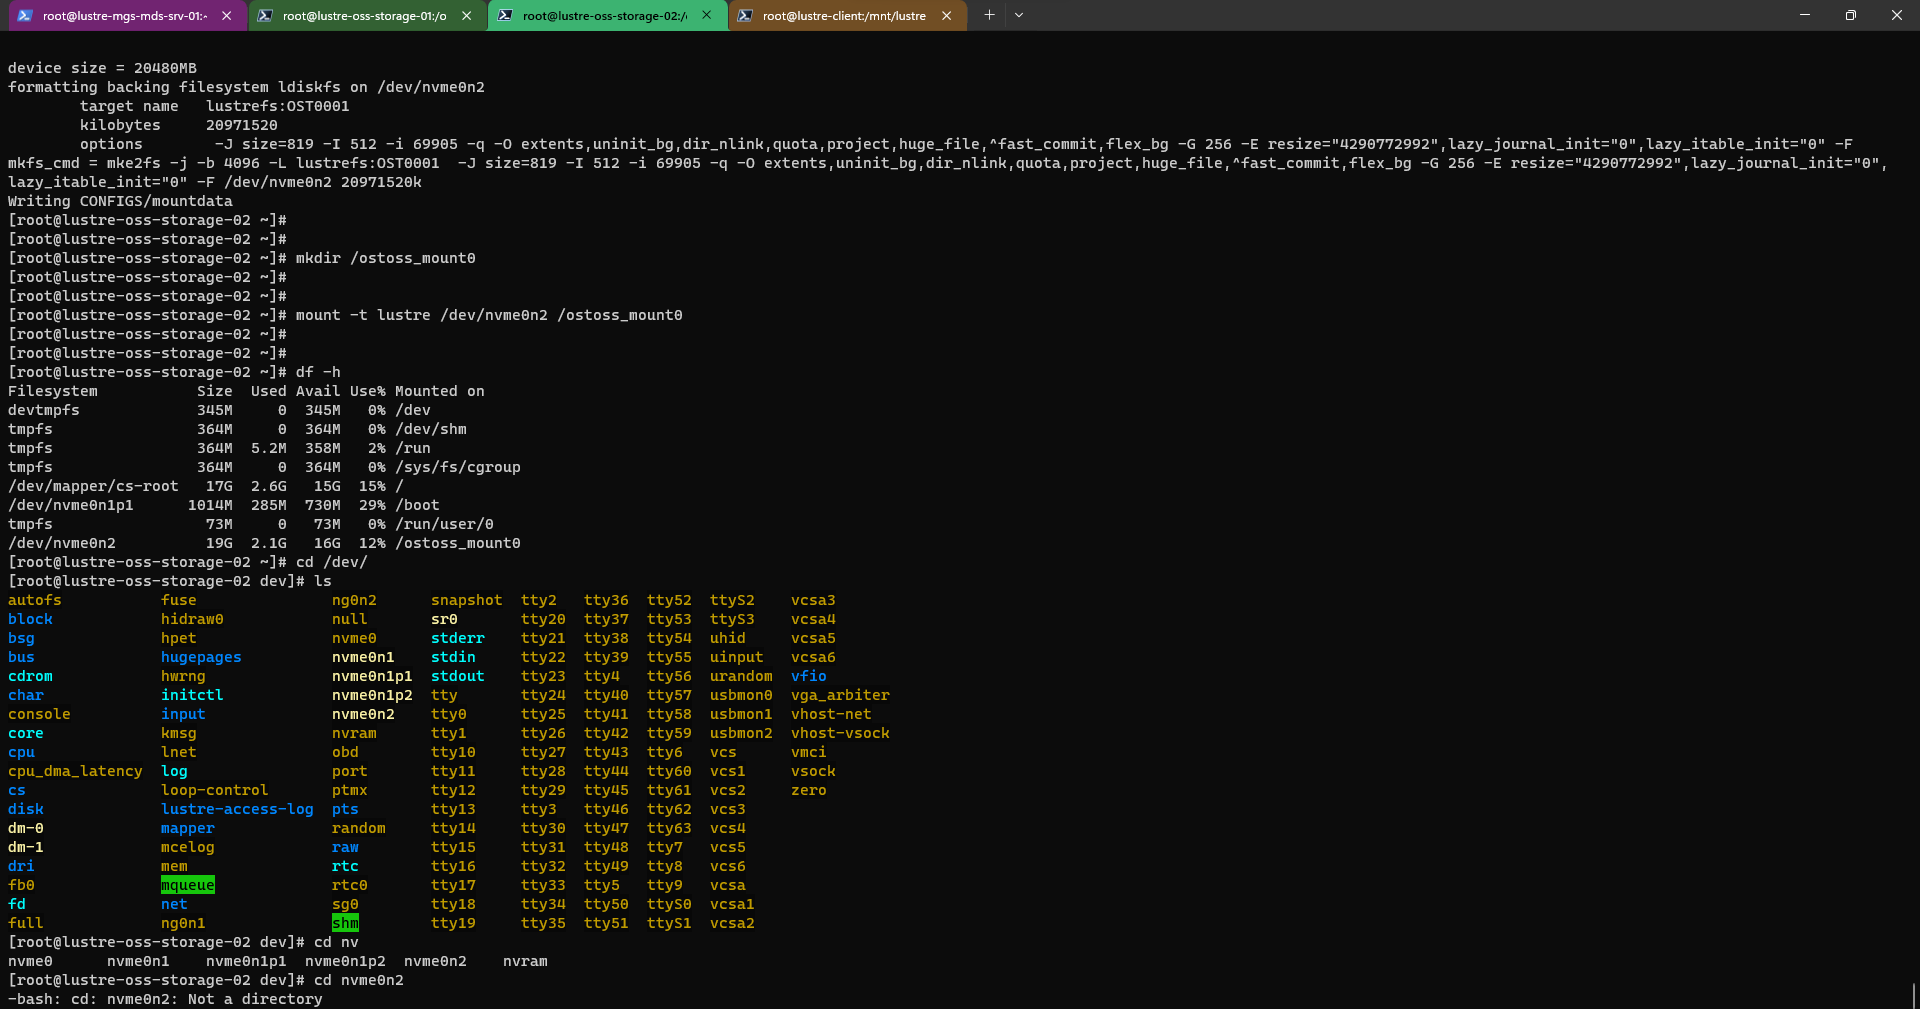 root@lustre-mgs-mds-srv-01:~ root@lustre-oss-storage-01:/o root@lustre-oss-storage-02:/ root@lustre-client:/mnt/lustre
device size = 20480MB
formatting backing filesystem ldiskfs on /dev/nvme0n2
        target name   lustrefs:OST0001
        kilobytes     20971520
        options        -J size=819 -I 512 -i 69905 -q -O extents,uninit_bg,dir_nlink,quota,project,huge_file,^fast_commit,flex_bg -G 256 -E resize="4290772992",lazy_journal_init="0",lazy_itable_init="0" -F
mkfs_cmd = mke2fs -j -b 4096 -L lustrefs:OST0001  -J size=819 -I 512 -i 69905 -q -O extents,uninit_bg,dir_nlink,quota,project,huge_file,^fast_commit,flex_bg -G 256 -E resize="4290772992",lazy_journal_init="0",
lazy_itable_init="0" -F /dev/nvme0n2 20971520k
Writing CONFIGS/mountdata
[root@lustre-oss-storage-02 ~]#
[root@lustre-oss-storage-02 ~]#
[root@lustre-oss-storage-02 ~]# mkdir /ostoss_mount0
[root@lustre-oss-storage-02 ~]#
[root@lustre-oss-storage-02 ~]#
[root@lustre-oss-storage-02 ~]# mount -t lustre /dev/nvme0n2 /ostoss_mount0
[root@lustre-oss-storage-02 ~]#
[root@lustre-oss-storage-02 ~]#
[root@lustre-oss-storage-02 ~]# df -h
Filesystem           Size  Used Avail Use% Mounted on
devtmpfs             345M     0  345M   0% /dev
tmpfs                364M     0  364M   0% /dev/shm
tmpfs                364M  5.2M  358M   2% /run
tmpfs                364M     0  364M   0% /sys/fs/cgroup
/dev/mapper/cs-root   17G  2.6G   15G  15% /
/dev/nvme0n1p1      1014M  285M  730M  29% /boot
tmpfs                 73M     0   73M   0% /run/user/0
/dev/nvme0n2          19G  2.1G   16G  12% /ostoss_mount0
[root@lustre-oss-storage-02 ~]# cd /dev/
[root@lustre-oss-storage-02 dev]# ls
autofs           fuse               ng0n2      snapshot  tty2   tty36  tty52  ttyS2    vcsa3
block            hidraw0            null       sr0       tty20  tty37  tty53  ttyS3    vcsa4
bsg              hpet               nvme0      stderr    tty21  tty38  tty54  uhid     vcsa5
bus              hugepages          nvme0n1    stdin     tty22  tty39  tty55  uinput   vcsa6
cdrom            hwrng              nvme0n1p1  stdout    tty23  tty4   tty56  urandom  vfio
char             initctl            nvme0n1p2  tty       tty24  tty40  tty57  usbmon0  vga_arbiter
console          input              nvme0n2    tty0      tty25  tty41  tty58  usbmon1  vhost-net
core             kmsg               nvram      tty1      tty26  tty42  tty59  usbmon2  vhost-vsock
cpu              lnet               obd        tty10     tty27  tty43  tty6   vcs      vmci
cpu_dma_latency  log                port       tty11     tty28  tty44  tty60  vcs1     vsock
cs               loop-control       ptmx       tty12     tty29  tty45  tty61  vcs2     zero
disk             lustre-access-log  pts        tty13     tty3   tty46  tty62  vcs3
dm-0             mapper             random     tty14     tty30  tty47  tty63  vcs4
dm-1             mcelog             raw        tty15     tty31  tty48  tty7   vcs5
dri              mem                rtc        tty16     tty32  tty49  tty8   vcs6
fb0              mqueue             rtc0       tty17     tty33  tty5   tty9   vcsa
fd               net                sg0        tty18     tty34  tty50  ttyS0  vcsa1
full             ng0n1              shm        tty19     tty35  tty51  ttyS1  vcsa2
[root@lustre-oss-storage-02 dev]# cd nv
nvme0      nvme0n1    nvme0n1p1  nvme0n1p2  nvme0n2    nvram
[root@lustre-oss-storage-02 dev]# cd nvme0n2
-bash: cd: nvme0n2: Not a directory